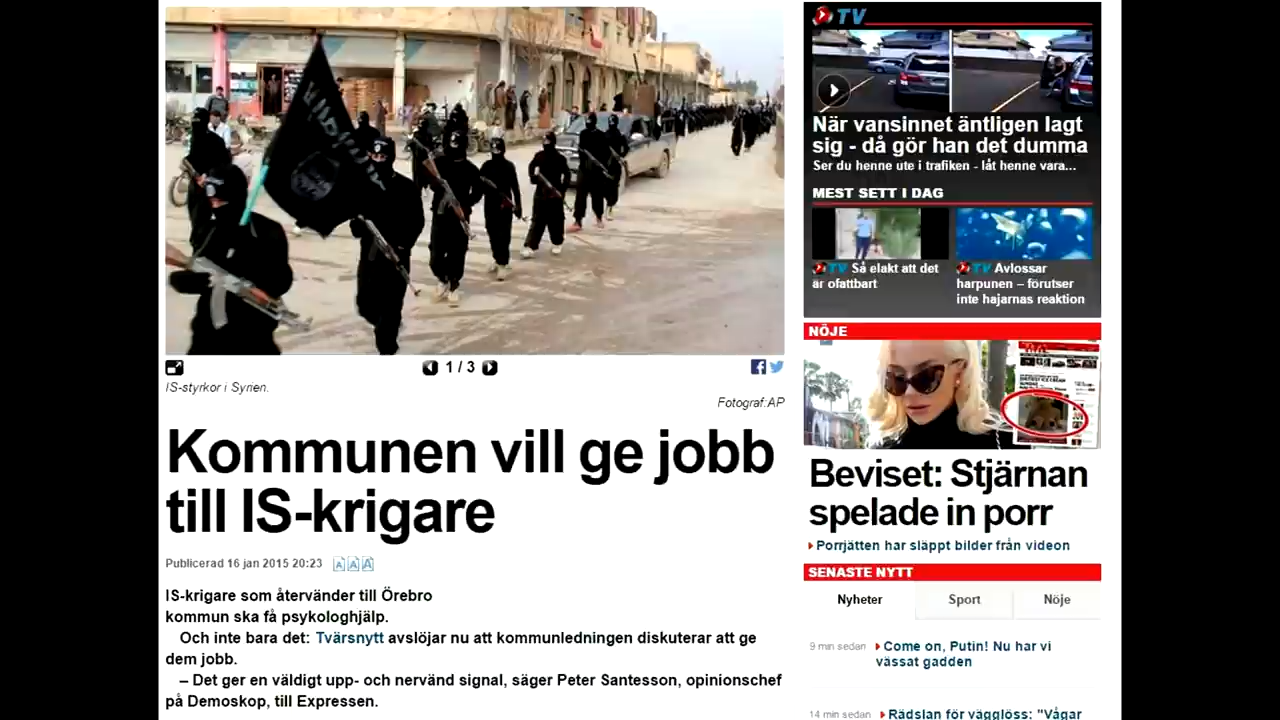 1 / 3
IS-styrkor i Syrien.
Fotograf:AP
Kommunen vill ge jobb
till IS-krigare
Publicerad 16 jan 2015 20:23
A A A
IS-krigare som återvänder till Örebro
kommun ska få psykologhjälp.
Och inte bara det: Tvärsnytt avslöjar nu att kommunledningen diskuterar att ge
dem jobb.
– Det ger en väldigt upp- och nervänd signal, säger Peter Santesson, opinionschef
på Demoskop, till Expressen.
TV
När vansinnet äntligen lagt
sig - då gör han det dumma
Ser du henne ute i trafiken - låt henne vara...
MEST SETT I DAG
TV Så elakt att det
är ofattbart
TV Avlossar
harpunen – förutser
inte hajarnas reaktion
NÖJE
Beviset: Stjärnan
spelade in porr
Porrjätten har släppt bilder från videon
SENASTE NYTT
Nyheter
Sport
Nöje
9 min sedan
Come on, Putin! Nu har vi
vässat gadden
14 min sedan
Rädslan för vägglöss: "Vågar